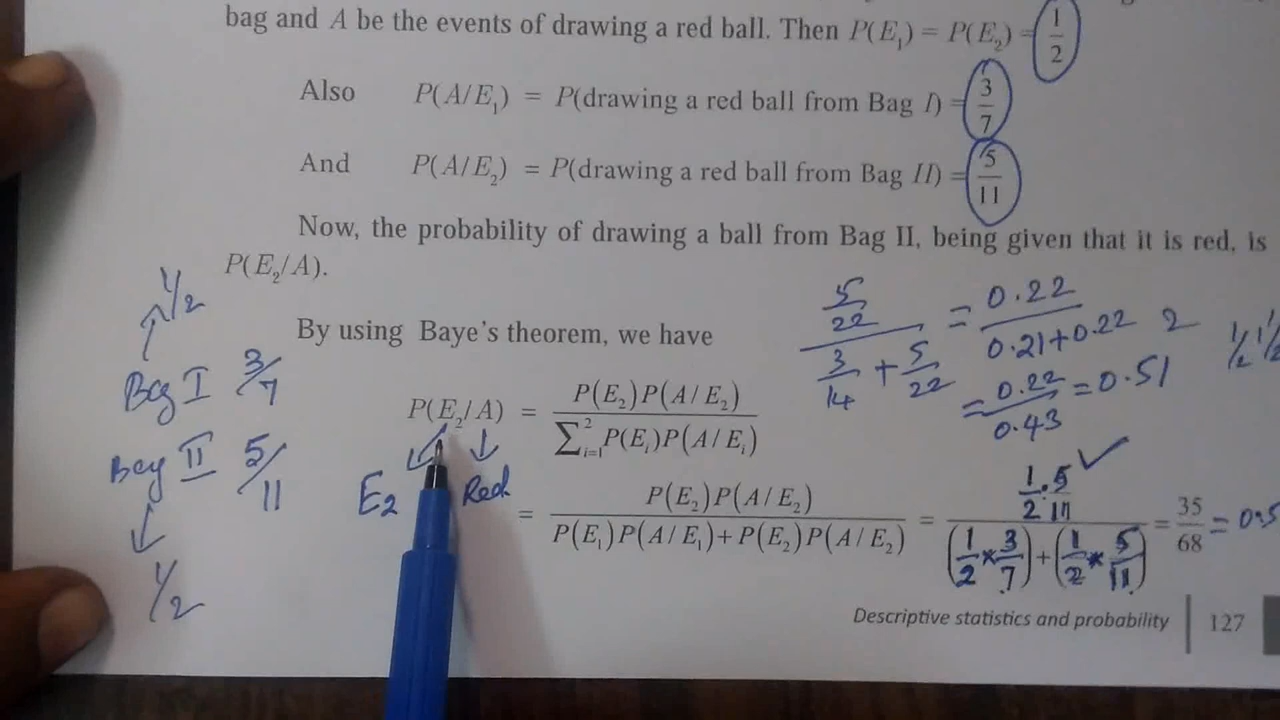 bag and A be the events of drawing a red ball. Then P(E₁) = P(E₂) = 1/2
Also P(A/E₁) = P(drawing a red ball from Bag I) = 3/7
And P(A/E₂) = P(drawing a red ball from Bag II) = 5/11
Now, the probability of drawing a ball from Bag II, being given that it is red, is
P(E₂/A).
By using Baye's theorem, we have
P(E₂/A) = P(E₂)P(A/E₂) / ∑ᵢ₌₁² P(Eᵢ)P(A/Eᵢ)
= P(E₂)P(A/E₂) / P(E₁)P(A/E₁)+P(E₂)P(A/E₂) = 1/2 · 5/11 / (1/2 × 3/7) + (1/2 × 5/11) = 35/68 = 0.5
Descriptive statistics and probability | 127
1/2
Bag I 3/7
Bag II 5/11
1/2
E2 Red
5/22 / 3/14 + 5/22 = 0.22 / 0.21+0.22 2
= 0.22 / 0.43 = 0.51
1/2